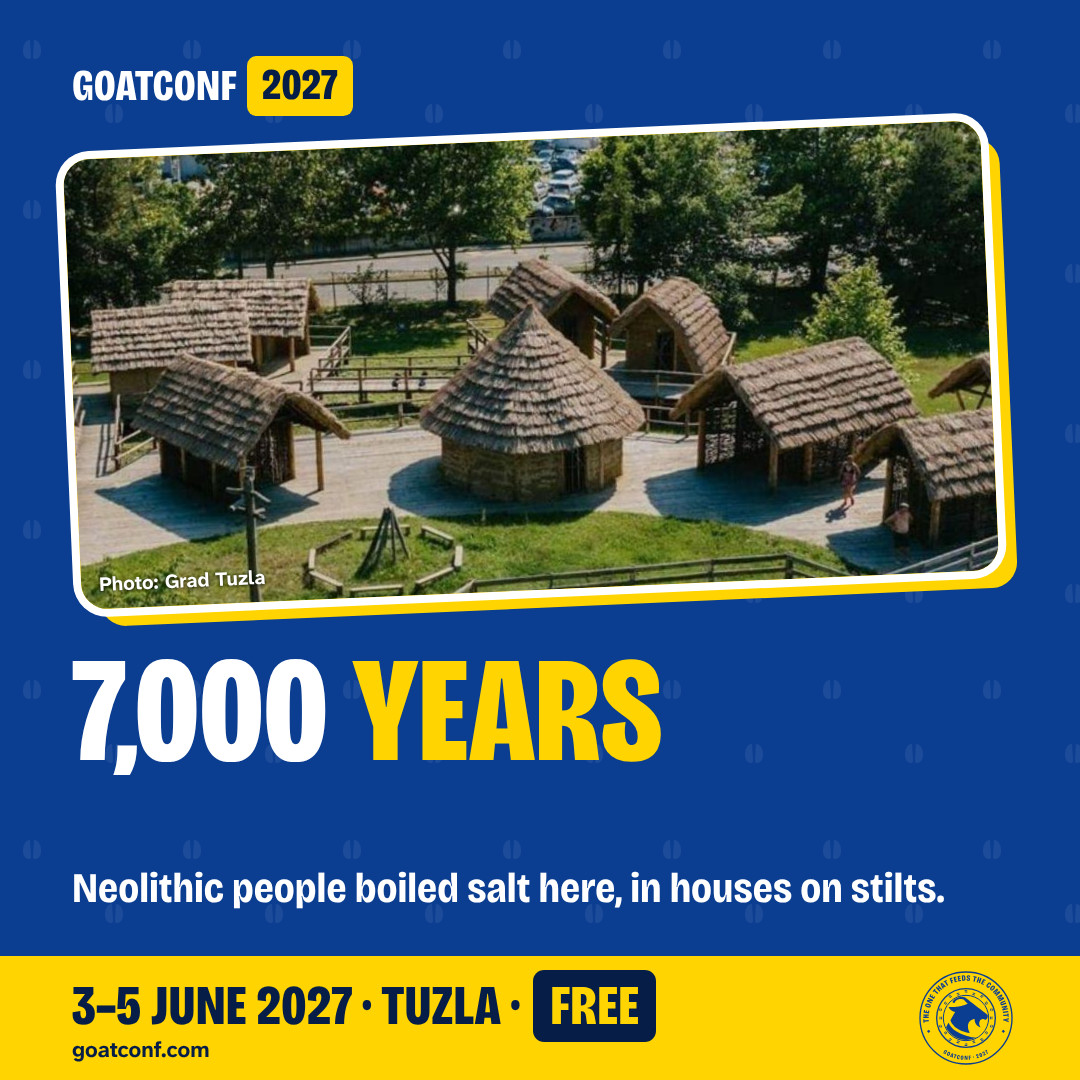 GOATCONF 2027
Photo: Grad Tuzla
7,000 YEARS
Neolithic people boiled salt here, in houses on stilts.
3–5 JUNE 2027 · TUZLA · FREE
goatconf.com
THE ONE THAT FEEDS THE COMMUNITY
GOATCONF · 2027